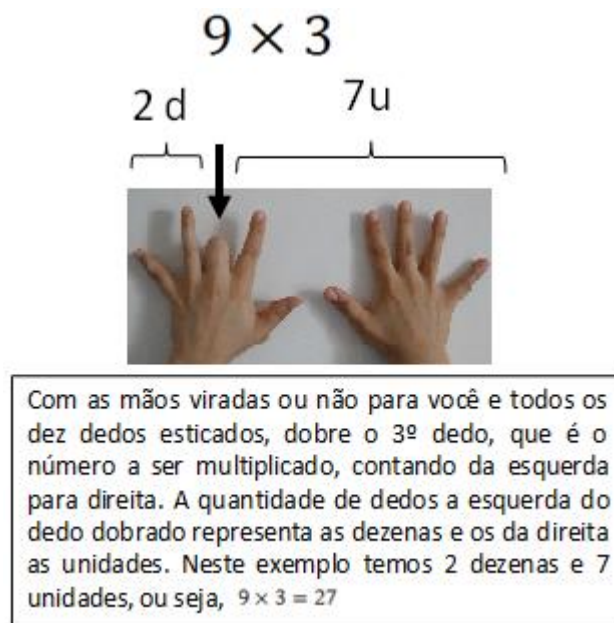 9 × 3
2 d
7u
Com as mãos viradas ou não para você e todos os
dez dedos esticados, dobre o 3º dedo, que é o
número a ser multiplicado, contando da esquerda
para direita. A quantidade de dedos a esquerda do
dedo dobrado representa as dezenas e os da direita
as unidades. Neste exemplo temos 2 dezenas e 7
unidades, ou seja, 9 × 3 = 27